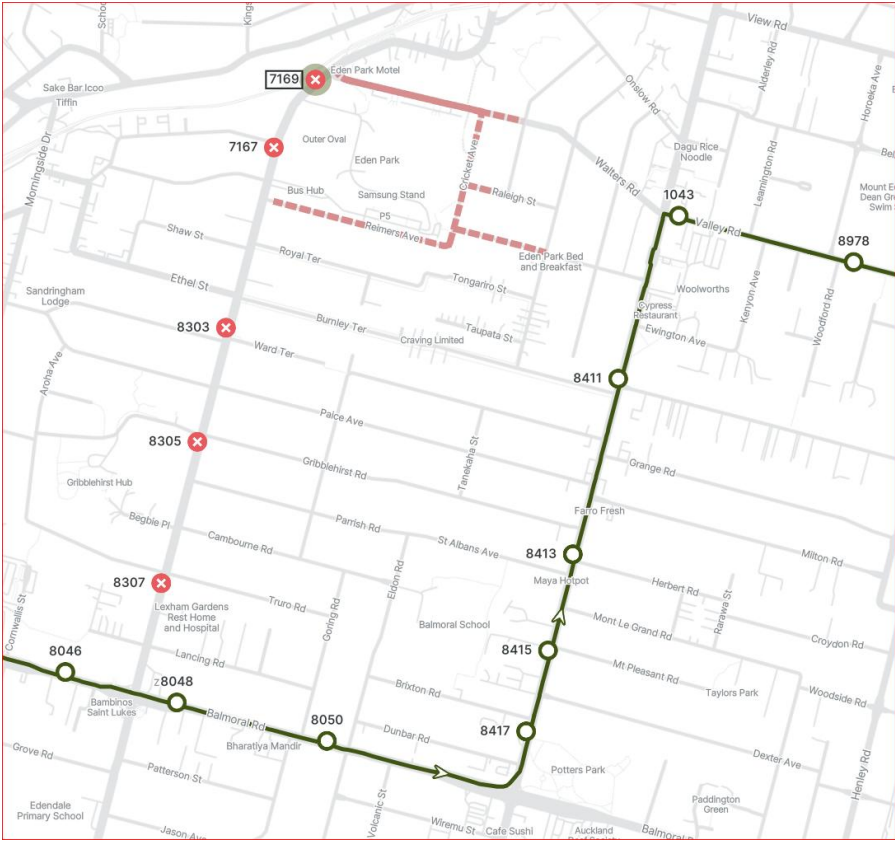 View Rd
Alderley Rd
Horoeka Ave
Eden Park Motel
7169
Sake Bar Icoo
Tiffin
Onslow Rd
Morningside Dr
Outer Oval
7167
Dagu Rice
Noodle
Eden Park
Cricket Ave
Walters Rd
Leamington Rd
Bus Hub
Samsung Stand
Raleigh St
1043
P5
Reimers Ave
Valley Rd
Shaw St
Royal Ter
Eden Park Bed
and Breakfast
8978
Ethel St
Tongariro St
Sandringham
Lodge
Woolworths
Kenyon Ave
Woodford Rd
Cypress
Restaurant
8303
Burnley Ter
Taupata St
Craving Limited
Ewington Ave
Ward Ter
Aroha Ave
8411
Paice Ave
8305
Tanekaha St
Gribblehirst Rd
Grange Rd
Gribblehirst Hub
Farro Fresh
Begbie Pl
Parrish Rd
Cambourne Rd
St Albans Ave
8413
Milton Rd
Maya Hotpot
8307
Eldon Rd
Herbert Rd
Truro Rd
Goring Rd
Rarawa St
Lexham Gardens
Rest Home
and Hospital
Cornwallis St
Balmoral School
Mont Le Grand Rd
Croydon Rd
8046
Lancing Rd
8415
Mt Pleasant Rd
8048
Brixton Rd
Taylors Park
Woodside Rd
Bambinos
Saint Lukes
Balmoral Rd
8050
8417
Dunbar Rd
Bharatiya Mandir
Grove Rd
Dexter Ave
Henley Rd
Patterson St
Potters Park
Volcanic St
Edendale
Primary School
Paddington
Green
Wiremu St
Jason Ave
Cafe Sushi
Auckland
Balmoral